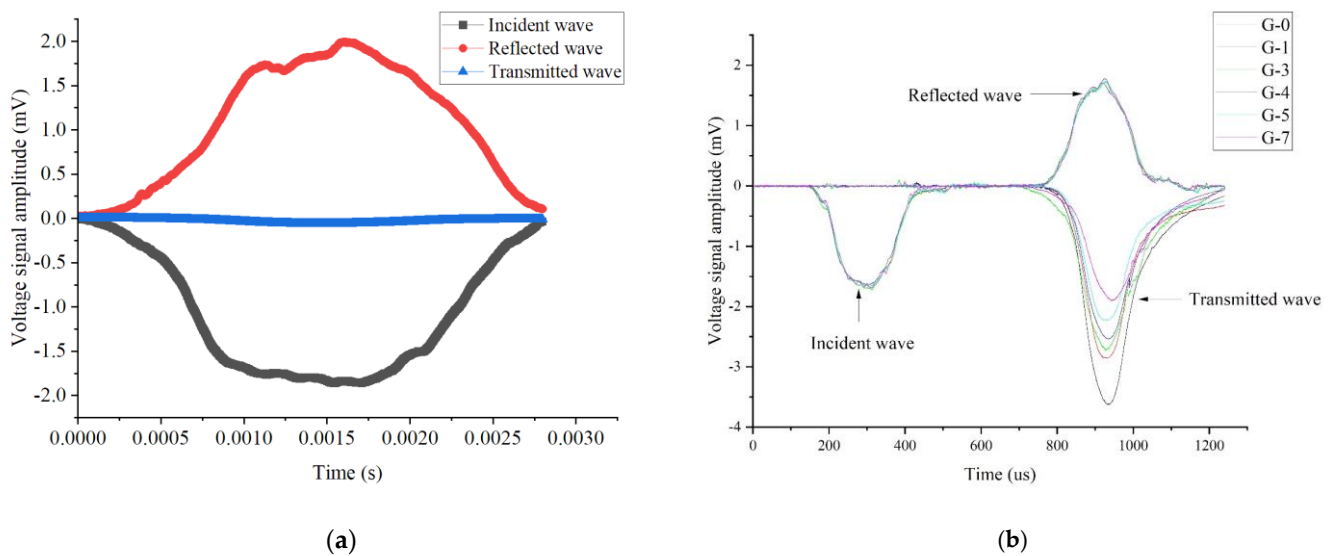 Voltage signal amplitude (mV)
2.0
1.5
1.0
0.5
0.0
-0.5
-1.0
-1.5
-2.0
Incident wave
Reflected wave
Transmitted wave
0.0000 0.0005 0.0010 0.0015 0.0020 0.0025 0.0030
Time (s)
(a)
Voltage signal amplitude (mV)
2
1
0
-1
-2
-3
-4
G-0
G-1
G-3
G-4
G-5
G-7
Reflected wave
Incident wave
Transmitted wave
0 200 400 600 800 1000 1200
Time (us)
(b)